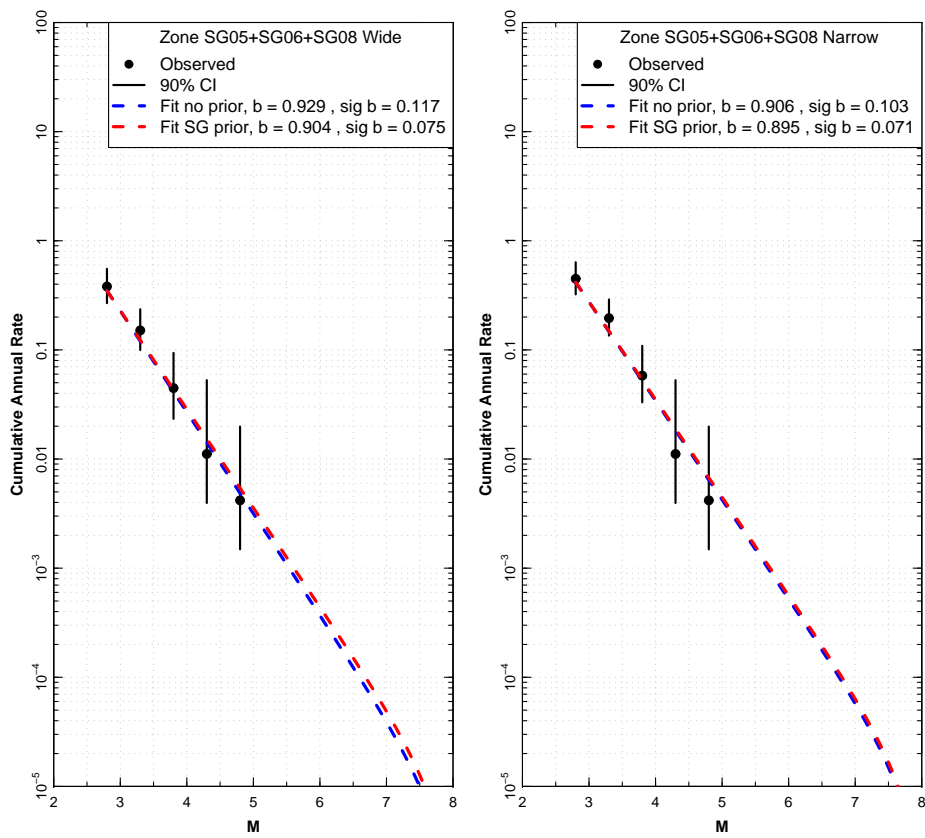 Zone SG05+SG06+SG08 Wide
Observed
90% CI
Fit no prior, b = 0.929 , sig b = 0.117
Fit SG prior, b = 0.904 , sig b = 0.075
100
10
1
0.1
0.01
10⁻³
10⁻⁴
10⁻⁵
Cumulative Annual Rate
2 3 4 5 6 7 8
M
Zone SG05+SG06+SG08 Narrow
Observed
90% CI
Fit no prior, b = 0.906 , sig b = 0.103
Fit SG prior, b = 0.895 , sig b = 0.071
100
10
1
0.1
0.01
10⁻³
10⁻⁴
10⁻⁵
Cumulative Annual Rate
2 3 4 5 6 7 8
M